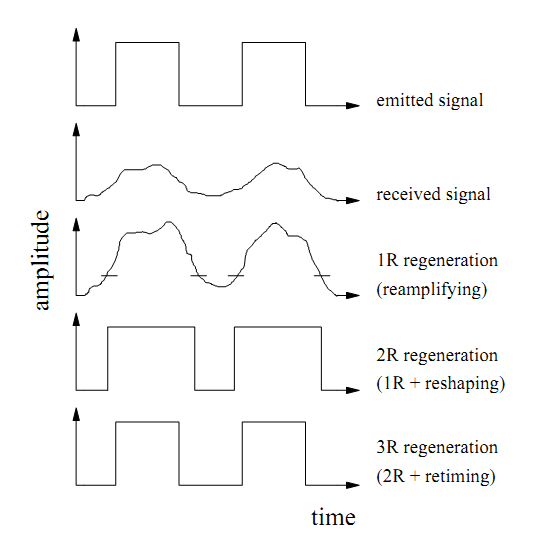 emitted signal
received signal
amplitude
1R regeneration
(reamplifying)
2R regeneration
(1R + reshaping)
3R regeneration
(2R + retiming)
time